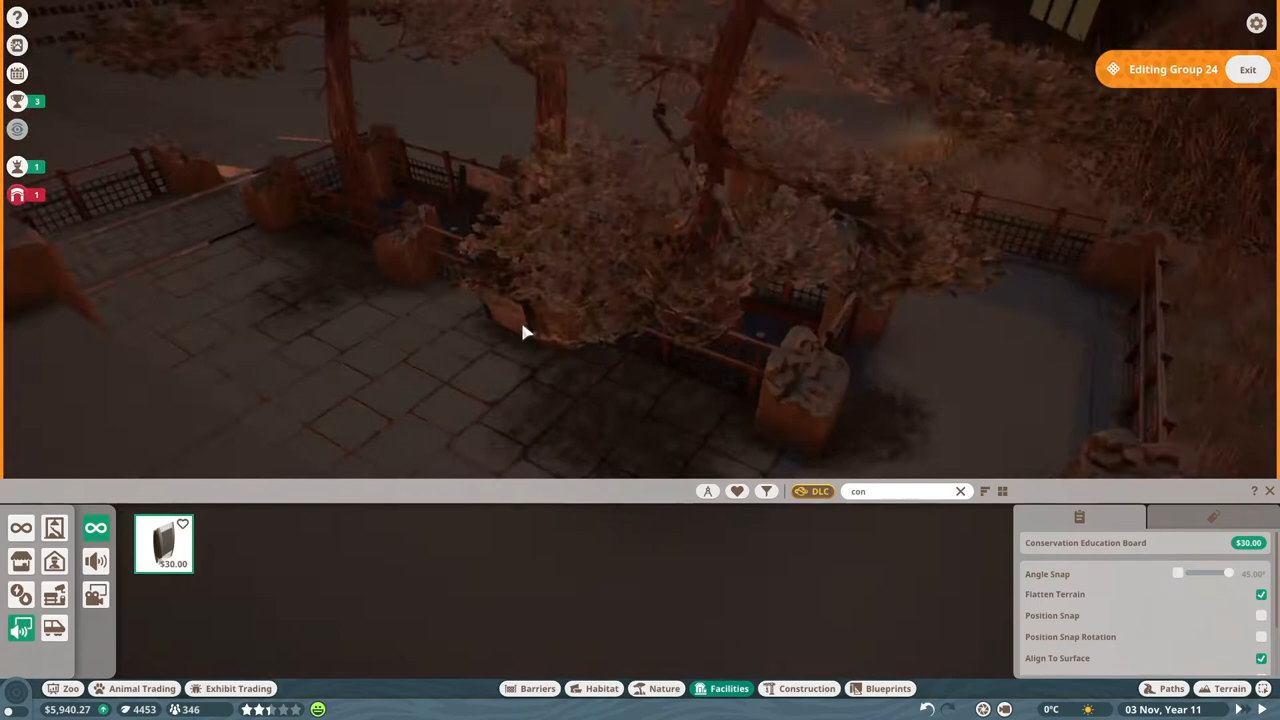 ?
Editing Group 24
Exit
3
1
1
DLC
con
?
$30.00
Conservation Education Board
$30.00
Angle Snap
45.00°
Flatten Terrain
Position Snap
Position Snap Rotation
Align To Surface
Zoo
Animal Trading
Exhibit Trading
Barriers
Habitat
Nature
Facilities
Construction
Blueprints
Paths
Terrain
$5,940.27
4453
346
0°C
03 Nov, Year 11